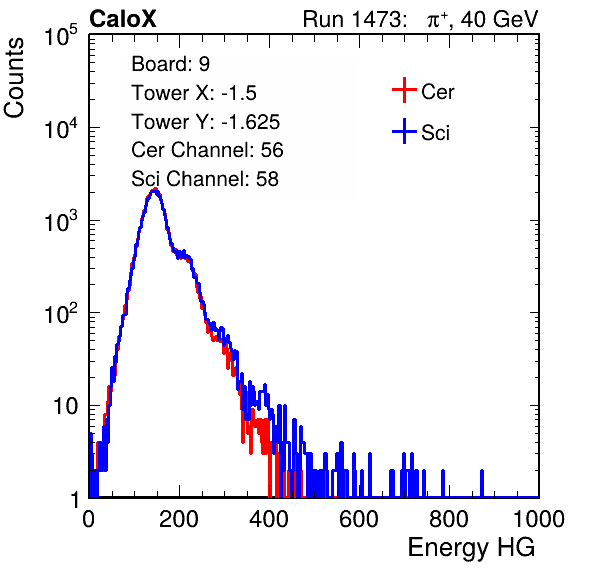 CaloX Run 1473: π⁺, 40 GeV
Counts
10⁵
10⁴
10³
10²
10
1
Board: 9
Tower X: -1.5
Tower Y: -1.625
Cer Channel: 56
Sci Channel: 58
Cer
Sci
0 200 400 600 800 1000
Energy HG